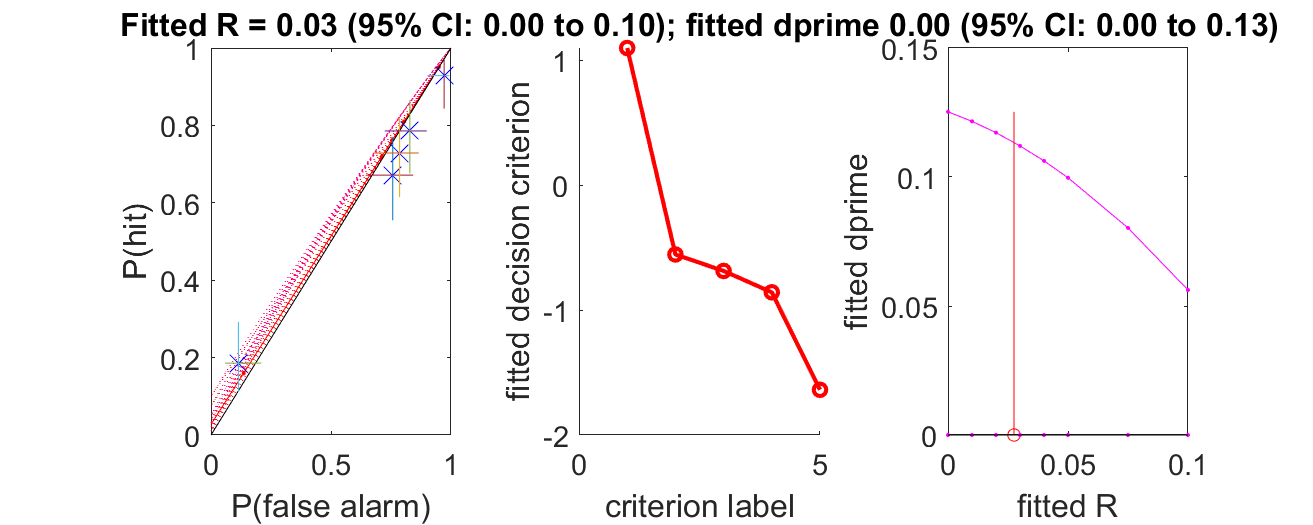 Fitted R = 0.03 (95% CI: 0.00 to 0.10); fitted dprime 0.00 (95% CI: 0.00 to 0.13)
P(hit)
1
0.8
0.6
0.4
0.2
0
0 0.5 1
P(false alarm)
fitted decision criterion
1
0
-1
-2
0 5
criterion label
fitted dprime
0.15
0.1
0.05
0
0 0.05 0.1
fitted R